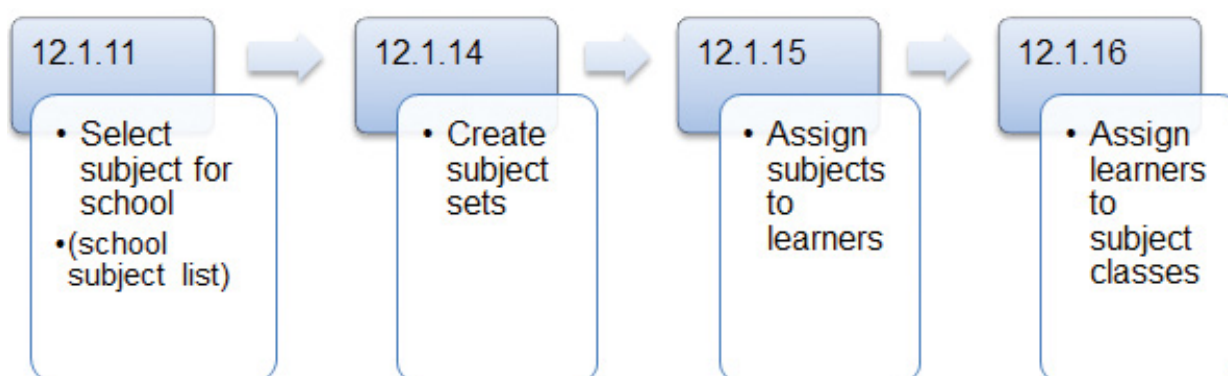 12.1.11
• Select
subject for
school
•(school
subject list)
12.1.14
• Create
subject
sets
12.1.15
• Assign
subjects
to
learners
12.1.16
• Assign
learners
to
subject
classes